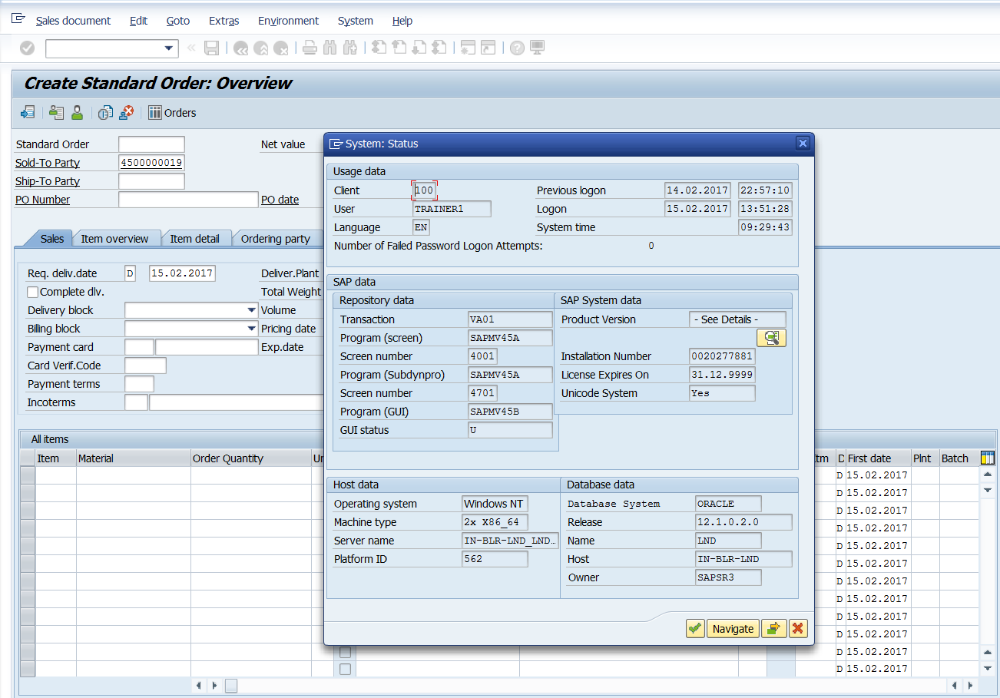 Sales document Edit Goto Extras Environment System Help
Create Standard Order: Overview
Orders
Standard Order Net value
Sold-To Party 4500000019
Ship-To Party
PO Number PO date
Sales Item overview Item detail Ordering party
Req. deliv.date D 15.02.2017 Deliver.Plant
Complete dlv. Total Weight
Delivery block Volume
Billing block Pricing date
Payment card Exp.date
Card Verif.Code
Payment terms
Incoterms
All items
Item Material Order Quantity Un Itm D First date Plnt Batch
D 15.02.2017
D 15.02.2017
D 15.02.2017
D 15.02.2017
D 15.02.2017
D 15.02.2017
D 15.02.2017
D 15.02.2017
D 15.02.2017
D 15.02.2017
D 15.02.2017
D 15.02.2017
System: Status
Usage data
Client 100 Previous logon 14.02.2017 22:57:10
User TRAINER1 Logon 15.02.2017 13:51:28
Language EN System time 09:29:43
Number of Failed Password Logon Attempts: 0
SAP data
Repository data SAP System data
Transaction VA01 Product Version - See Details -
Program (screen) SAPMV45A
Screen number 4001 Installation Number 0020277881
Program (Subdynpro) SAPMV45A License Expires On 31.12.9999
Screen number 4701 Unicode System Yes
Program (GUI) SAPMV45B
GUI status U
Host data Database data
Operating system Windows NT Database System ORACLE
Machine type 2x X86_64 Release 12.1.0.2.0
Server name IN-BLR-LND_LND… Name LND
Platform ID 562 Host IN-BLR-LND
Owner SAPSR3
Navigate